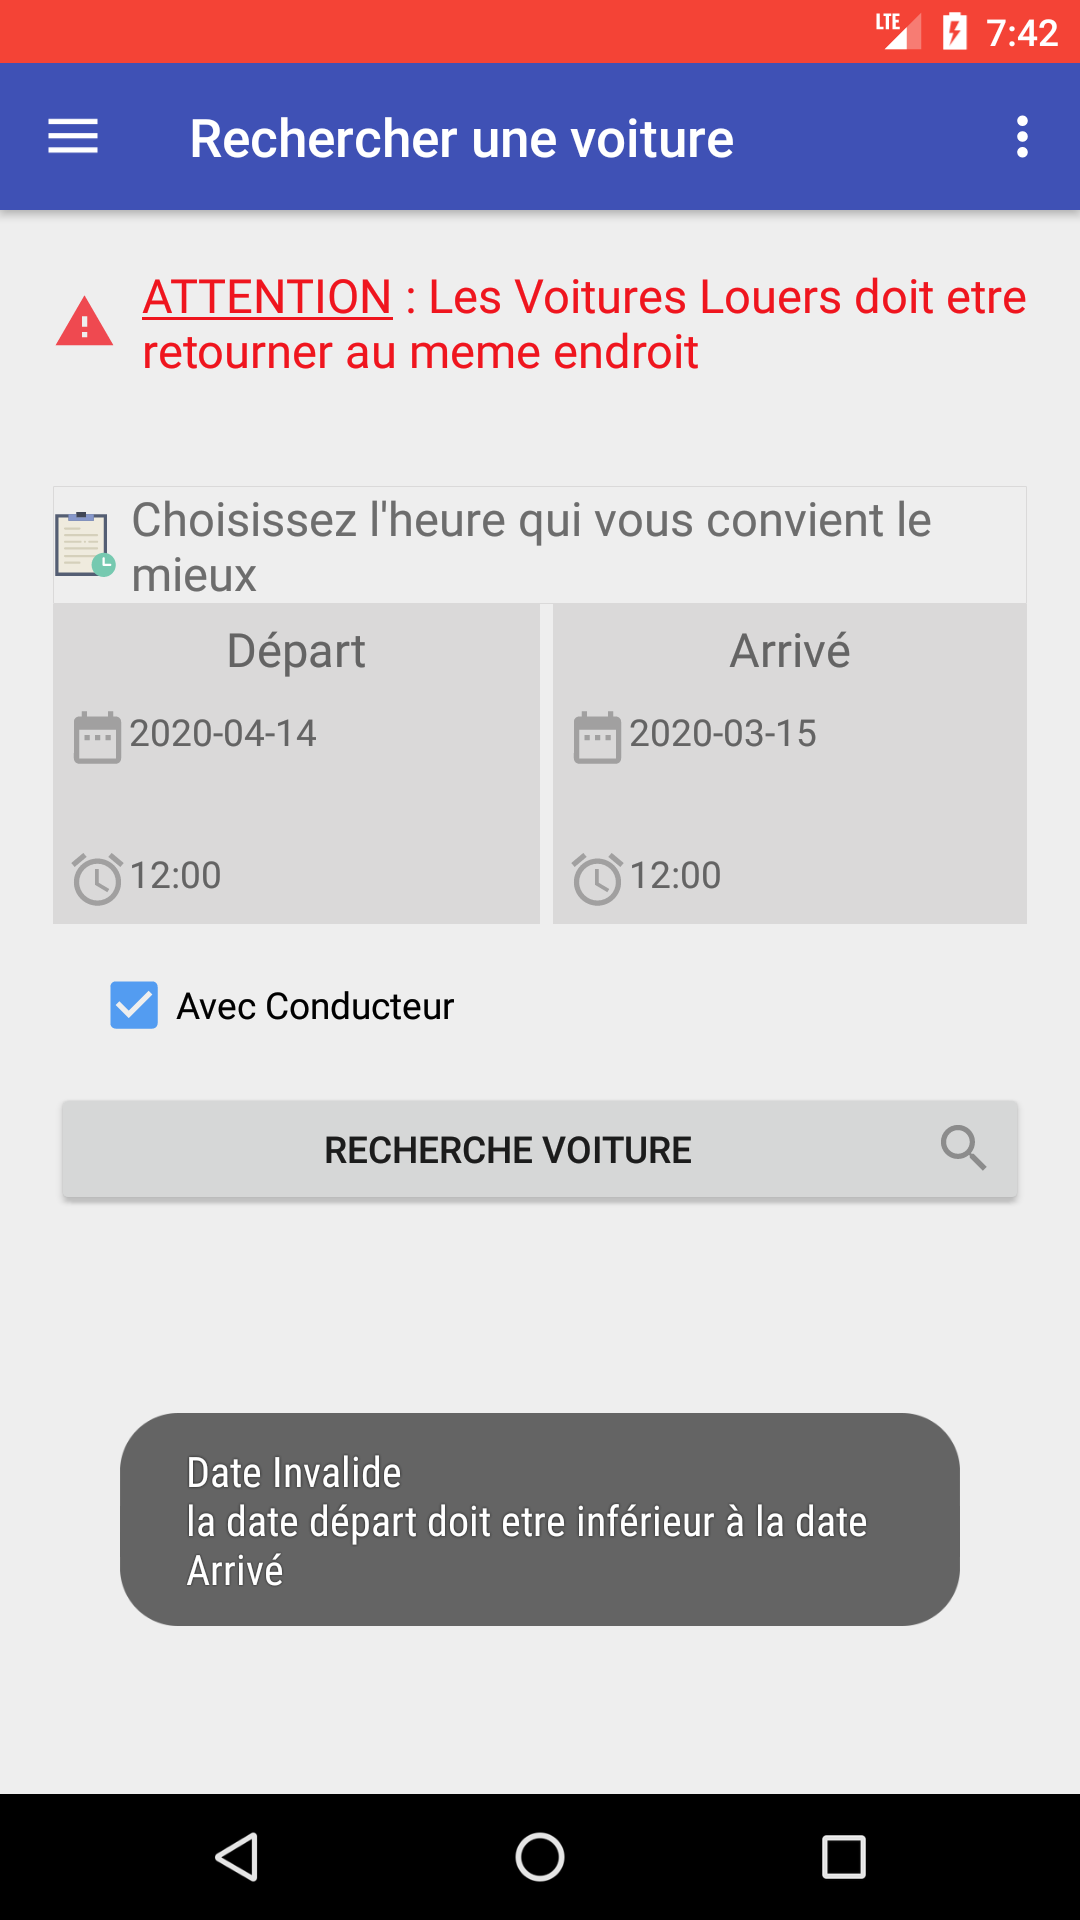 LTE 7:42
Rechercher une voiture
ATTENTION : Les Voitures Louers doit etre
retourner au meme endroit
Choisissez l'heure qui vous convient le
mieux
Départ
Arrivé
2020-04-14
2020-03-15
12:00
12:00
Avec Conducteur
RECHERCHE VOITURE
Date Invalide
la date départ doit etre inférieur à la date
Arrivé